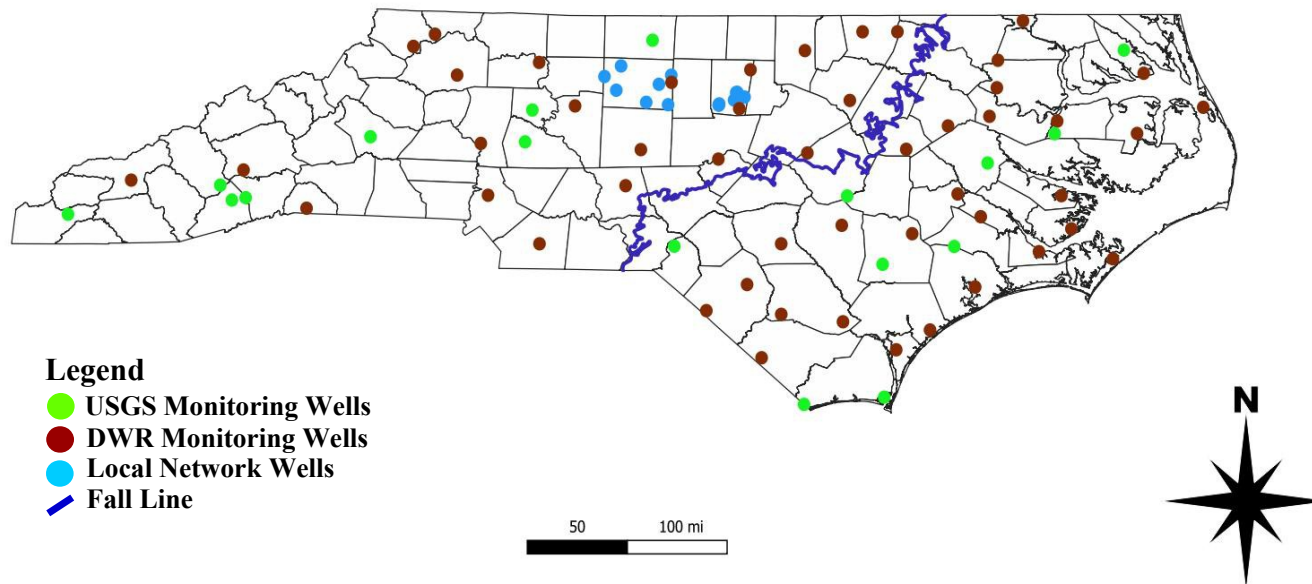 Legend
USGS Monitoring Wells
DWR Monitoring Wells
Local Network Wells
Fall Line
50 100 mi
N